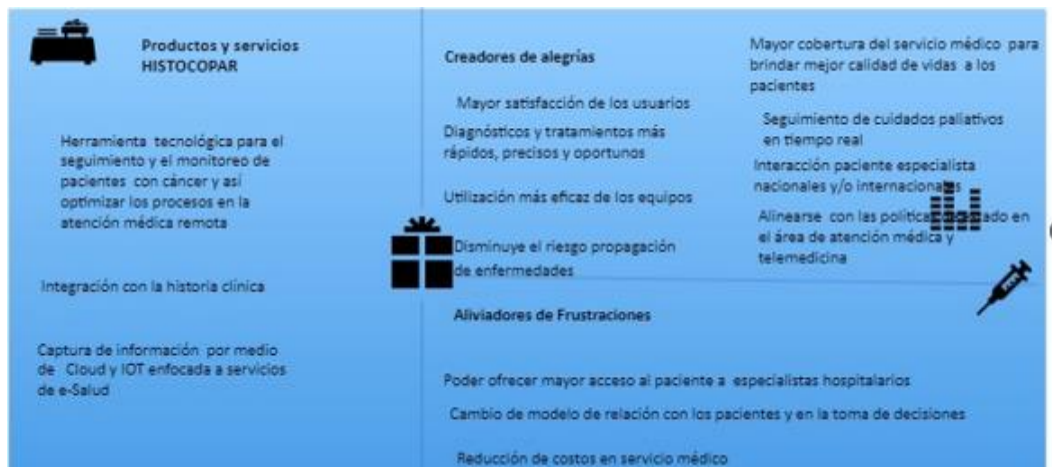 Productos y servicios
HISTOCOPAR
Herramienta tecnológica para el
seguimiento y el monitoreo de
pacientes con cáncer y así
optimizar los procesos en la
atención médica remota
Integración con la historia clínica
Captura de información por medio
de Cloud y IOT enfocada a servicios
de e-Salud
Creadores de alegrías
Mayor satisfacción de los usuarios
Diagnósticos y tratamientos más
rápidos, precisos y oportunos
Utilización más eficaz de los equipos
Disminuye el riesgo propagación
de enfermedades
Mayor cobertura del servicio médico para
brindar mejor calidad de vidas a los
pacientes
Seguimiento de cuidados paliativos
en tiempo real
Interacción paciente especialista
nacionales y/o internacionales
Alinearse con las políticas en
el área de atención médica y
telemedicina
Aliviadores de Frustraciones
Poder ofrecer mayor acceso al paciente a especialistas hospitalarios
Cambio de modelo de relación con los pacientes y en la toma de decisiones
Reducción de costos en servicio médico